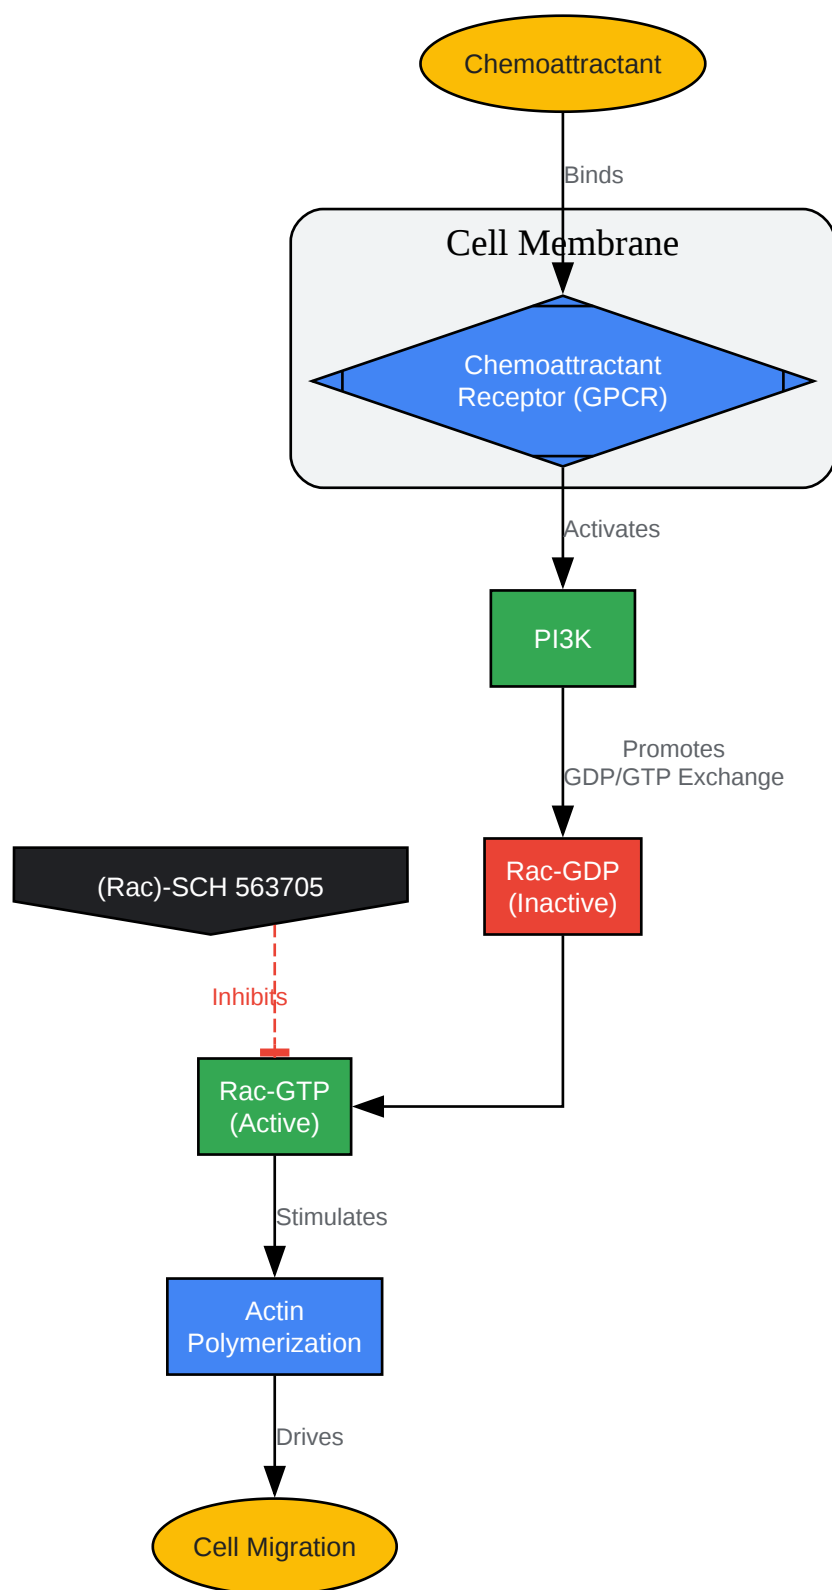 Chemoattractant
Binds
Cell Membrane
Chemoattractant
Receptor (GPCR)
Activates
PI3K
Promotes
GDP/GTP Exchange
Rac-GDP
(Inactive)
(Rac)-SCH 563705
Inhibits
Rac-GTP
(Active)
Stimulates
Actin
Polymerization
Drives
Cell Migration